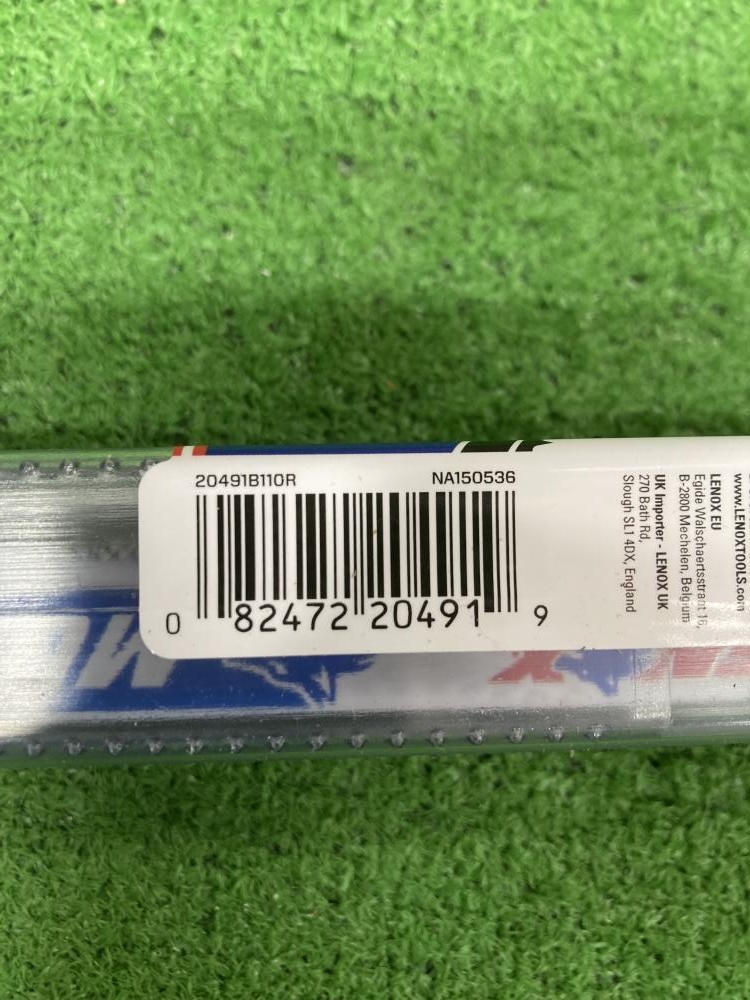 20491B110R NA150536
0 82472 20491 9
UK Importer - LENOX UK
270 Bath Rd,
Slough SL1 4DX, England
LENOX EU
Egide Walschaertsstraat 16,
B-2800 Mechelen, Belgium
www.LENOXTOOLS.com